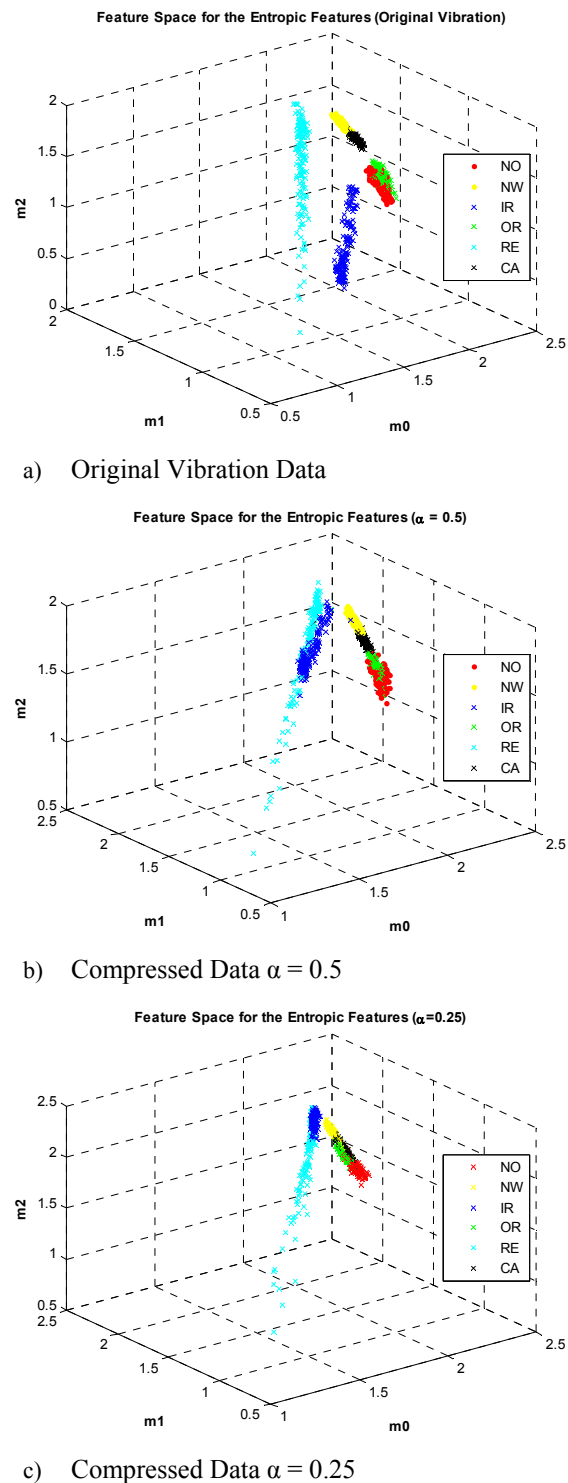 Feature Space for the Entropic Features (Original Vibration)
2
1.5
1
0.5
0
m2
2
1.5
1
0.5
m1
0.5
1
1.5
2
2.5
m0
NO
NW
IR
OR
RE
CA
a) Original Vibration Data
Feature Space for the Entropic Features (α = 0.5)
2
1.5
1
0.5
m2
2.5
2
1.5
1
0.5
m1
1
1.5
2
2.5
m0
NO
NW
IR
OR
RE
CA
b) Compressed Data α = 0.5
Feature Space for the Entropic Features (α=0.25)
2.5
2
1.5
1
0.5
m2
2.5
2
1.5
1
0.5
m1
1
1.5
2
2.5
m0
NO
NW
IR
OR
RE
CA
c) Compressed Data α = 0.25